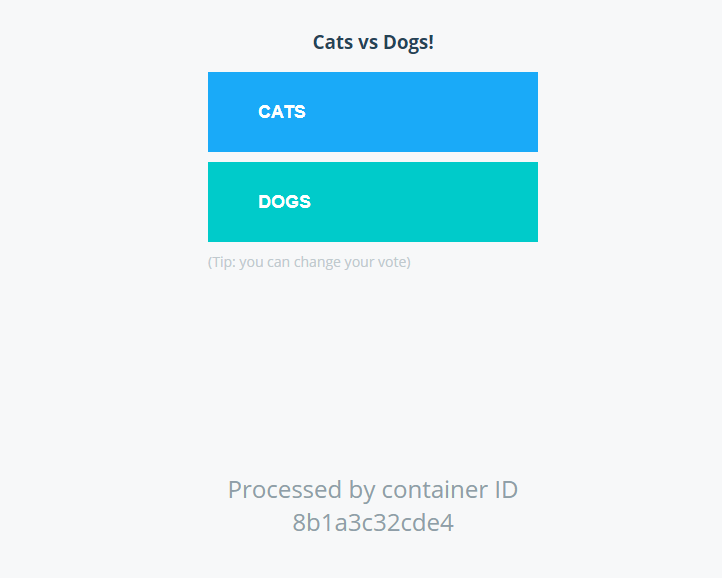 Cats vs Dogs!
CATS
DOGS
(Tip: you can change your vote)
Processed by container ID
8b1a3c32cde4